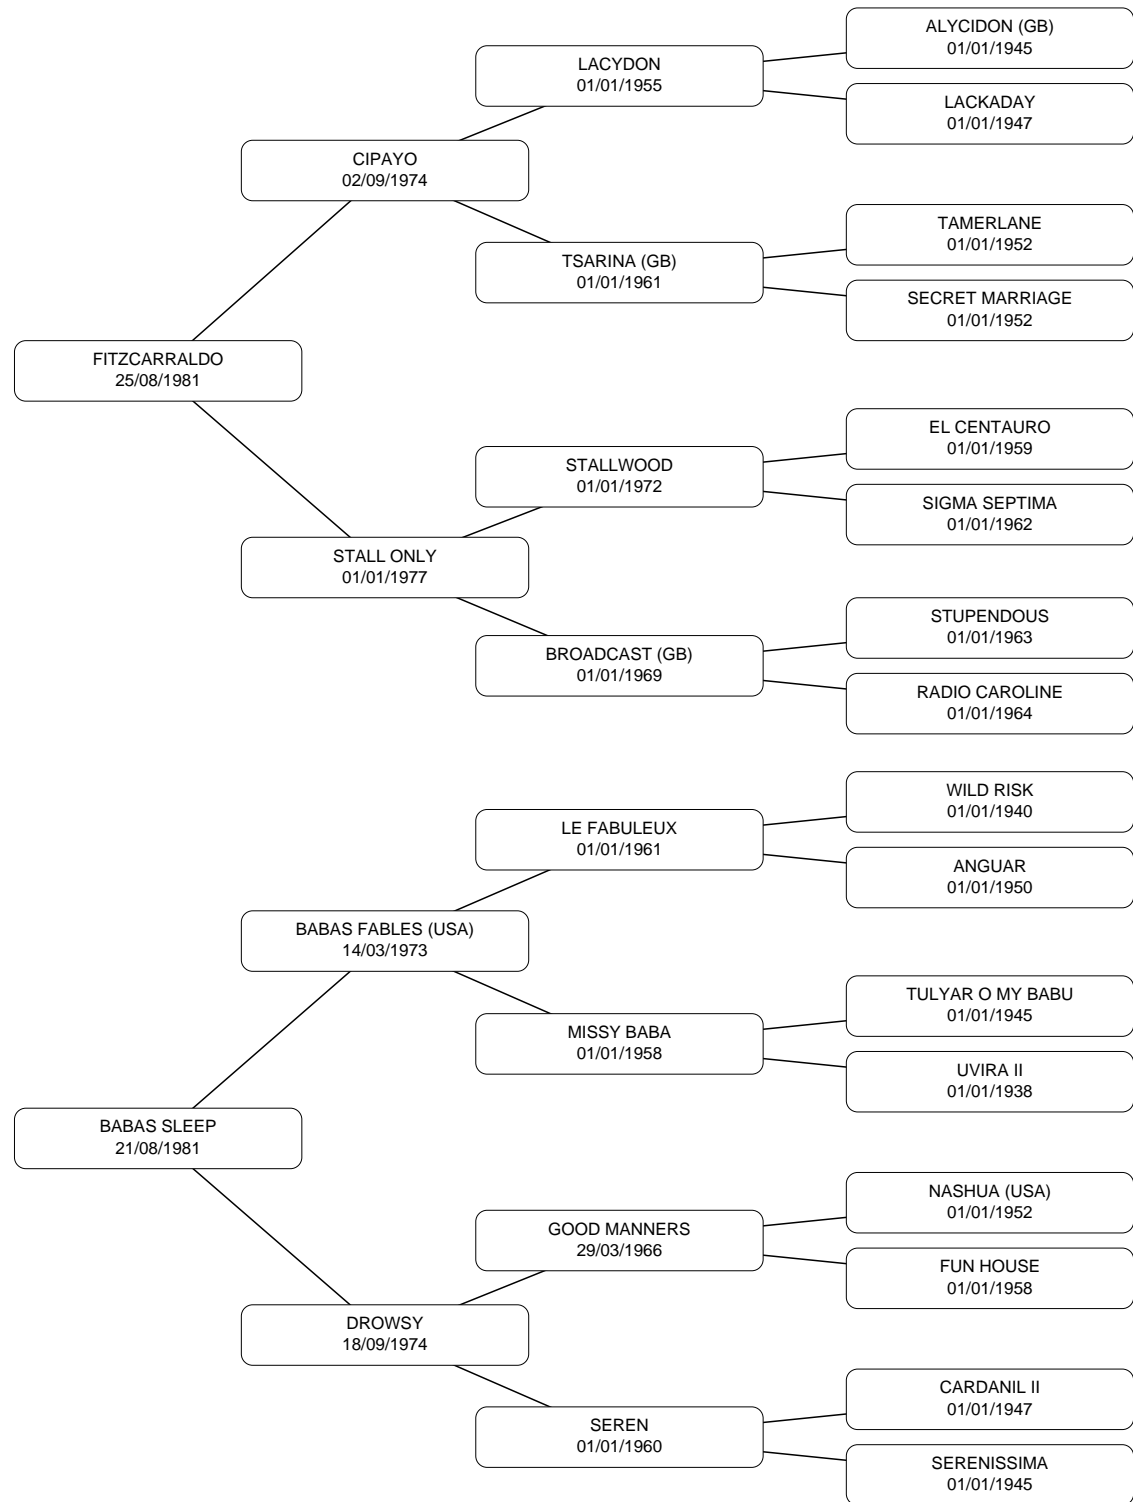 ALYCIDON (GB)
01/01/1945
LACYDON
01/01/1955
LACKADAY
01/01/1947
CIPAYO
02/09/1974
TAMERLANE
01/01/1952
TSARINA (GB)
01/01/1961
SECRET MARRIAGE
01/01/1952
FITZCARRALDO
25/08/1981
EL CENTAURO
01/01/1959
STALLWOOD
01/01/1972
SIGMA SEPTIMA
01/01/1962
STALL ONLY
01/01/1977
STUPENDOUS
01/01/1963
BROADCAST (GB)
01/01/1969
RADIO CAROLINE
01/01/1964
WILD RISK
01/01/1940
LE FABULEUX
01/01/1961
ANGUAR
01/01/1950
BABAS FABLES (USA)
14/03/1973
TULYAR O MY BABU
01/01/1945
MISSY BABA
01/01/1958
UVIRA II
01/01/1938
BABAS SLEEP
21/08/1981
NASHUA (USA)
01/01/1952
GOOD MANNERS
29/03/1966
FUN HOUSE
01/01/1958
DROWSY
18/09/1974
CARDANIL II
01/01/1947
SEREN
01/01/1960
SERENISSIMA
01/01/1945